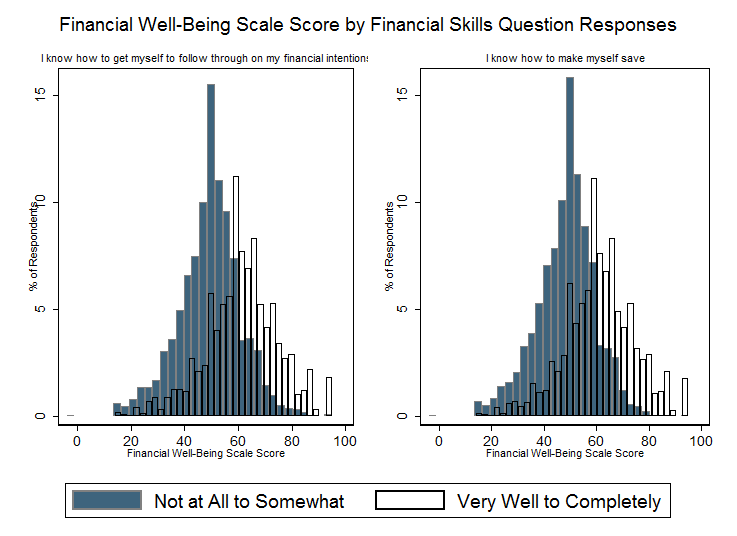 Financial Well-Being Scale Score by Financial Skills Question Responses
I know how to get myself to follow through on my financial intentions
I know how to make myself save
15
10
5
0
% of Respondents
0 20 40 60 80 100
Financial Well-Being Scale Score
15
10
5
0
% of Respondents
0 20 40 60 80 100
Financial Well-Being Scale Score
Not at All to Somewhat
Very Well to Completely